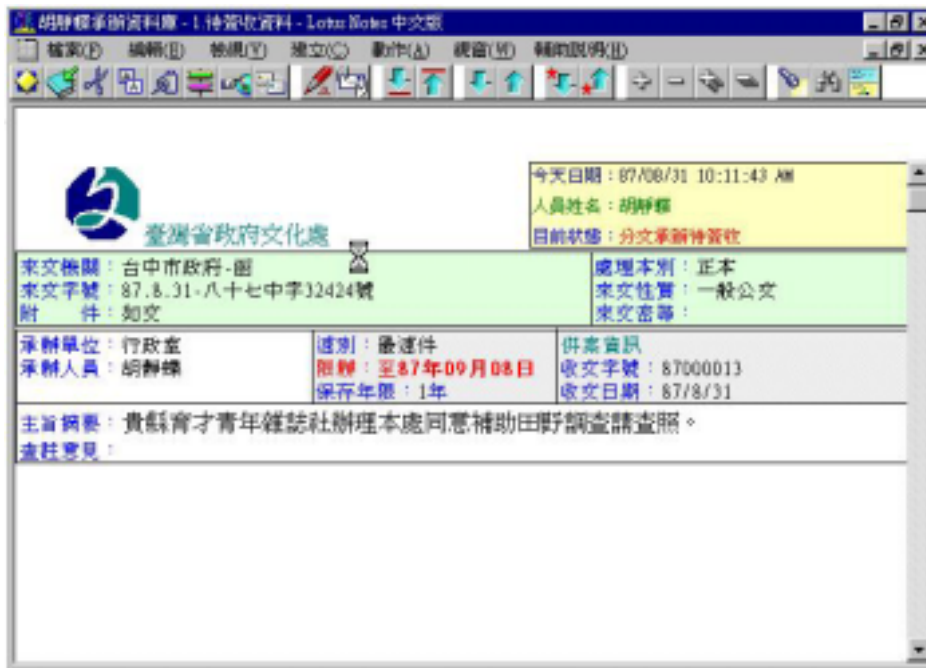 胡靜蝶承辦資料庫 - 1.待簽收資料 - Lotus Notes 中文版
檔案(F) 編輯(E) 檢視(V) 建立(C) 動作(A) 視窗(W) 輔助說明(H)
今天日期：87/08/31 10:11:43 AM
人員姓名：胡靜蝶
目前狀態：分文承辦待簽收
臺灣省政府文化處
來文機關：台中市政府-函
處理本別：正本
來文字號：87.8.31-八十七中字32424號
來文性質：一般公文
附 件：如文
來文密等：
承辦單位：行政室
速別：最速件
併案資訊
承辦人員：胡靜蝶
限辦：至87年09月08日
收文字號：87000013
保存年限：1年
收文日期：87/8/31
主旨摘要：貴縣育才青年雜誌社辦理本處同意補助田野調查請查照。
查註意見：